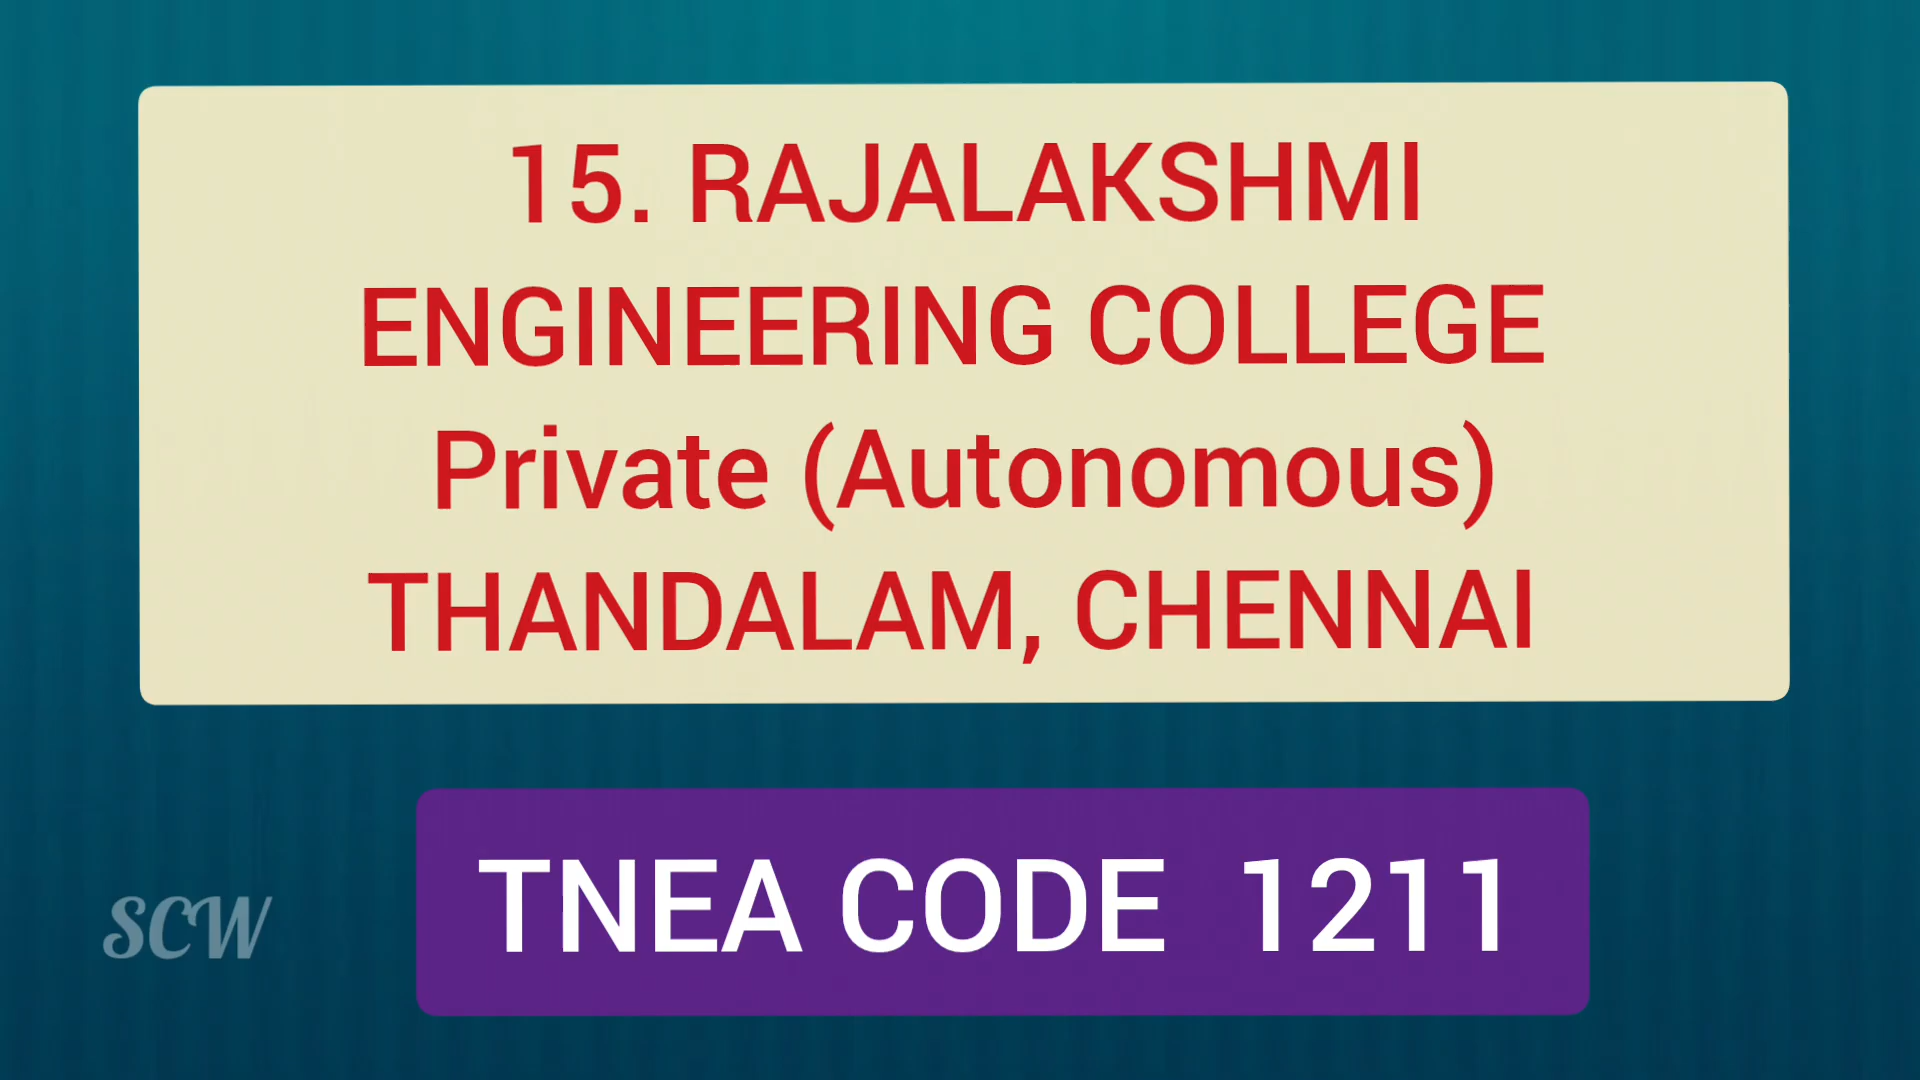 15. RAJALAKSHMI
ENGINEERING COLLEGE
Private (Autonomous)
THANDALAM, CHENNAI
TNEA CODE 1211
SCW